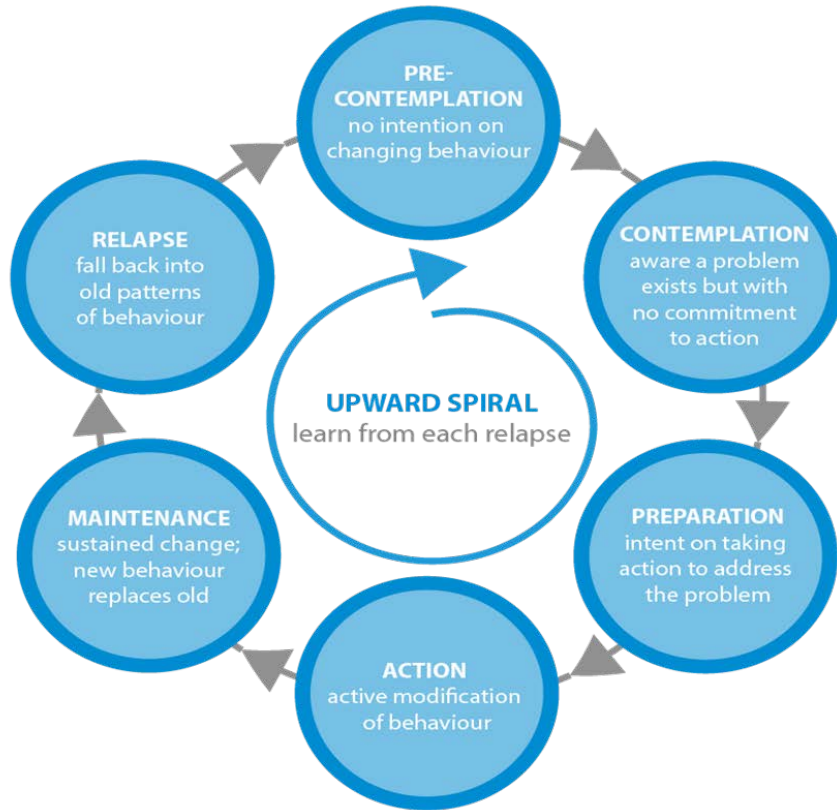 PRE-
CONTEMPLATION
no intention on
changing behaviour
CONTEMPLATION
aware a problem
exists but with
no commitment
to action
PREPARATION
intent on taking
action to address
the problem
ACTION
active modification
of behaviour
MAINTENANCE
sustained change;
new behaviour
replaces old
RELAPSE
fall back into
old patterns
of behaviour
UPWARD SPIRAL
learn from each relapse